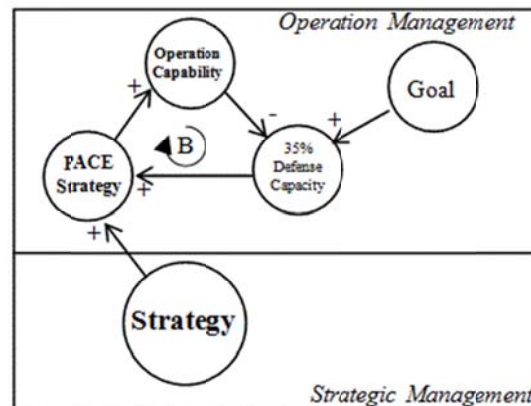 Operation Management
Operation
Capability
Goal
+
-
+
B
35%
Defense
Capacity
PACE
Strategy
+
+
Strategy
Strategic Management